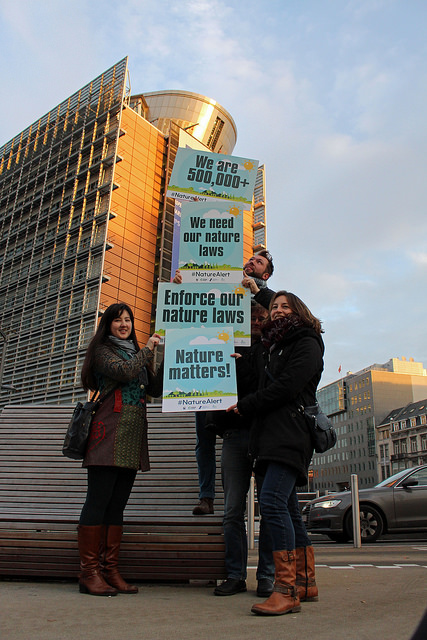 We are
500,000+
#NatureAlert
We need
our nature
laws
#NatureAlert
Enforce our
nature laws
Nature
matters!
#NatureAlert